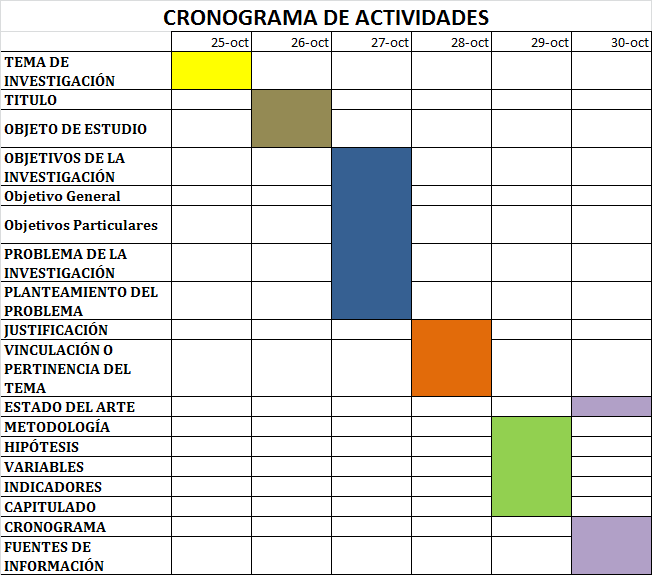 CRONOGRAMA DE ACTIVIDADES
25-oct 26-oct 27-oct 28-oct 29-oct 30-oct
TEMA DE
INVESTIGACIÓN
TITULO
OBJETO DE ESTUDIO
OBJETIVOS DE LA
INVESTIGACIÓN
Objetivo General
Objetivos Particulares
PROBLEMA DE LA
INVESTIGACIÓN
PLANTEAMIENTO DEL
PROBLEMA
JUSTIFICACIÓN
VINCULACIÓN O
PERTINENCIA DEL
TEMA
ESTADO DEL ARTE
METODOLOGÍA
HIPÓTESIS
VARIABLES
INDICADORES
CAPITULADO
CRONOGRAMA
FUENTES DE
INFORMACIÓN